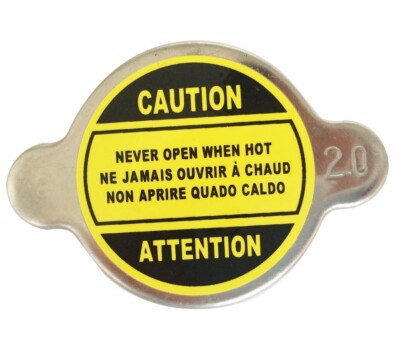 CAUTION
NEVER OPEN WHEN HOT
NE JAMAIS OUVRIR À CHAUD
NON APRIRE QUADO CALDO
2.0
ATTENTION